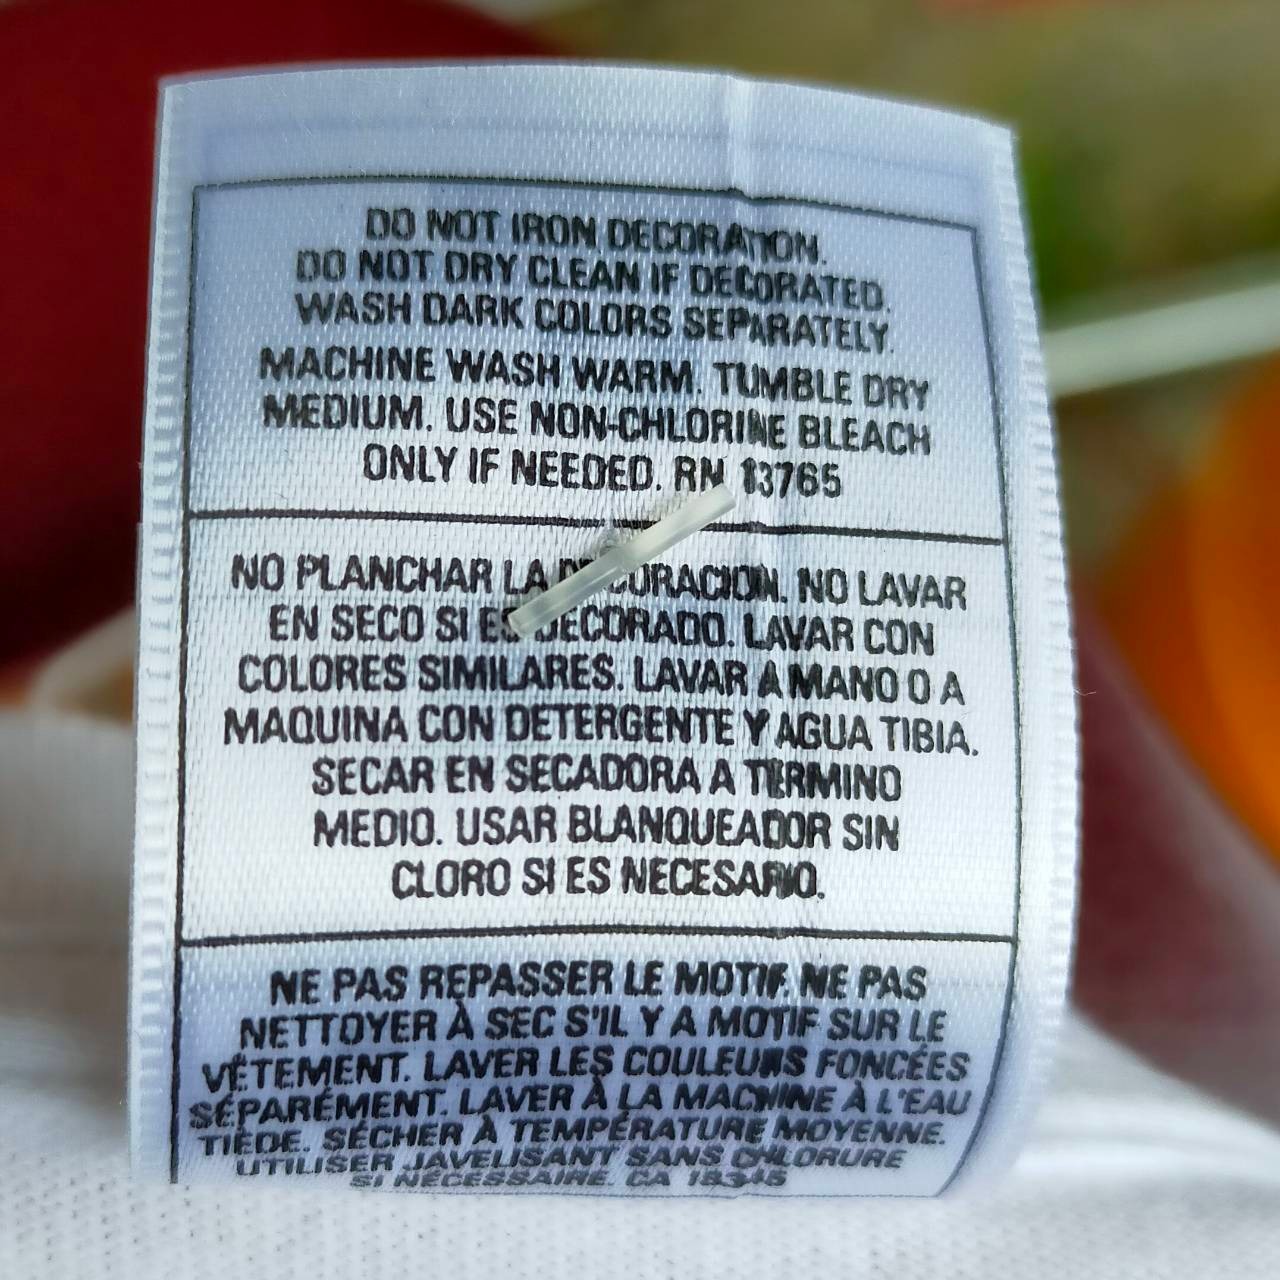 DO NOT IRON DECORATION.
DO NOT DRY CLEAN IF DECORATED.
WASH DARK COLORS SEPARATELY.
MACHINE WASH WARM. TUMBLE DRY
MEDIUM. USE NON-CHLORINE BLEACH
ONLY IF NEEDED. RN 13765
NO PLANCHAR LA DECORACION. NO LAVAR
EN SECO SI ES DECORADO. LAVAR CON
COLORES SIMILARES. LAVAR A MANO O A
MAQUINA CON DETERGENTE Y AGUA TIBIA.
SECAR EN SECADORA A TERMINO
MEDIO. USAR BLANQUEADOR SIN
CLORO SI ES NECESARIO.
NE PAS REPASSER LE MOTIF. NE PAS
NETTOYER À SEC S'IL Y A MOTIF SUR LE
VÊTEMENT. LAVER LES COULEURS FONCÉES
SÉPARÉMENT. LAVER À LA MACHINE À L'EAU
TIÈDE. SÉCHER À TEMPÉRATURE MOYENNE.
UTILISER JAVELISANT SANS CHLORURE
SI NÉCESSAIRE. CA